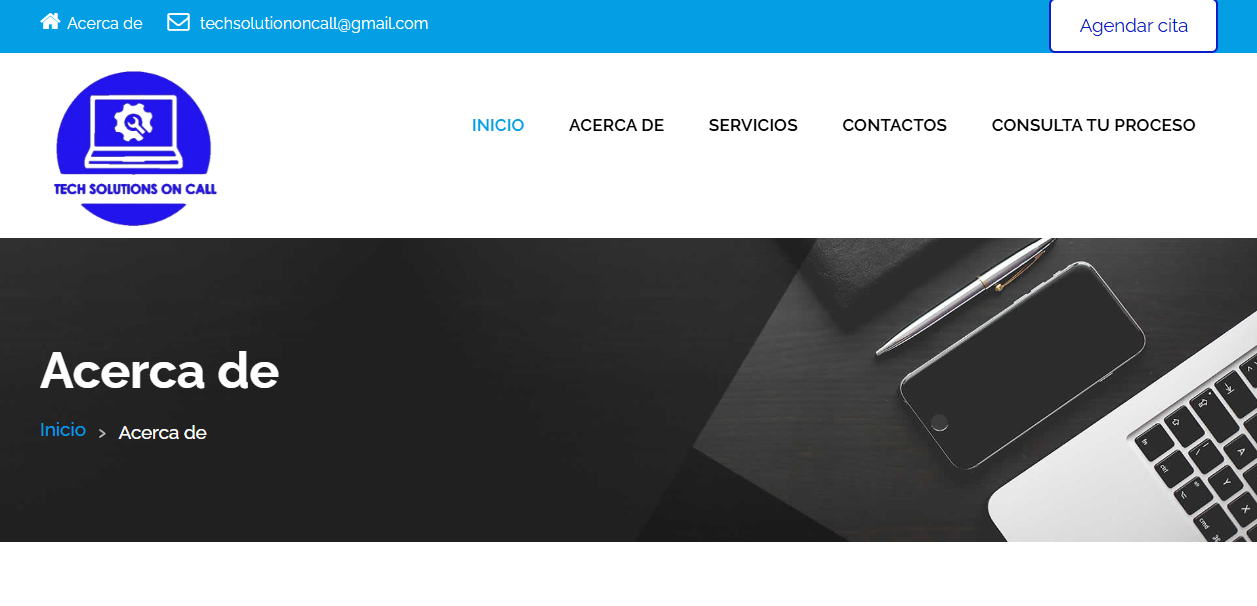 Acerca de
techsolutiononcall@gmail.com
Agendar cita
TECH SOLUTIONS ON CALL
INICIO
ACERCA DE
SERVICIOS
CONTACTOS
CONSULTA TU PROCESO
Acerca de
Inicio > Acerca de